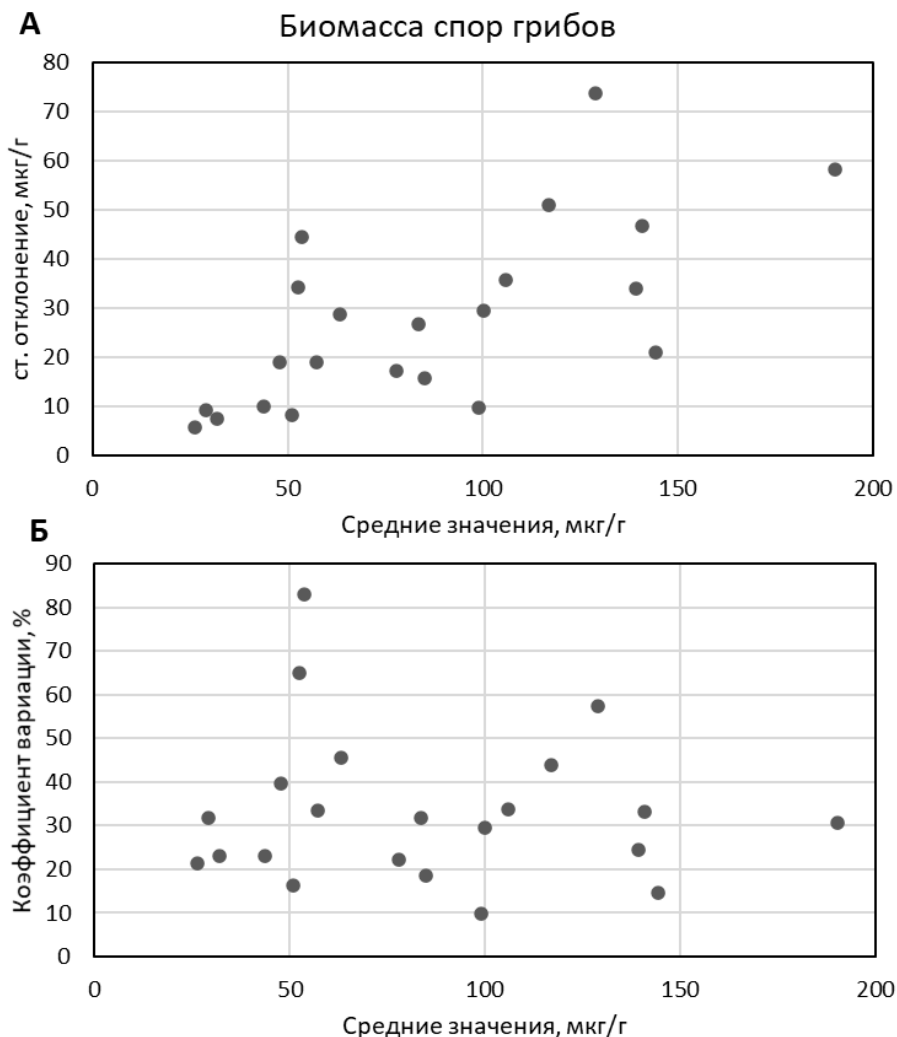 А
Биомасса спор грибов
80
70
60
50
40
30
20
10
0
ст. отклонение, мкг/г
0 50 100 150 200
Средние значения, мкг/г
Б
90
80
70
60
50
40
30
20
10
0
Коэффициент вариации, %
0 50 100 150 200
Средние значения, мкг/г